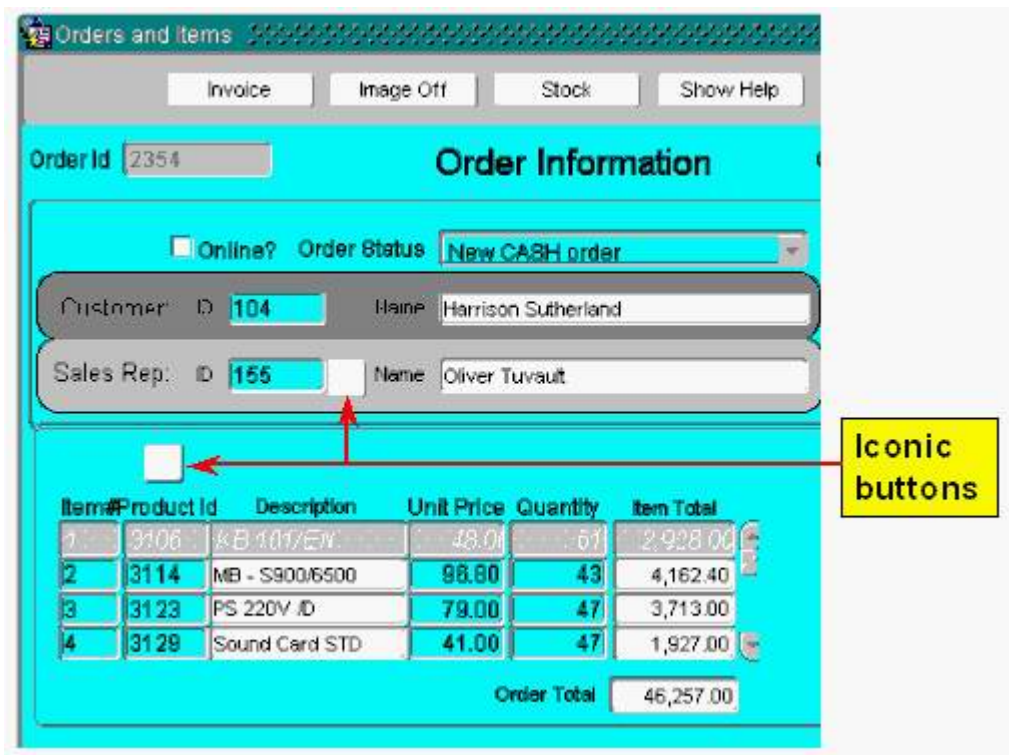 Orders and Items
Invoice Image Off Stock Show Help
Order Id 2354 Order Information
Online? Order Status New CASH order
Customer: ID 104 Name Harrison Sutherland
Sales Rep: ID 155 Name Oliver Tuvault
Iconic
buttons
Item# Product Id Description Unit Price Quantity Item Total
1 3106 KB 101/EN 61 2,928.00
2 3114 MB - S900/6500 96.80 43 4,162.40
3 3123 PS 220V /D 79.00 47 3,713.00
4 3129 Sound Card STD 41.00 47 1,927.00
Order Total 46,257.00